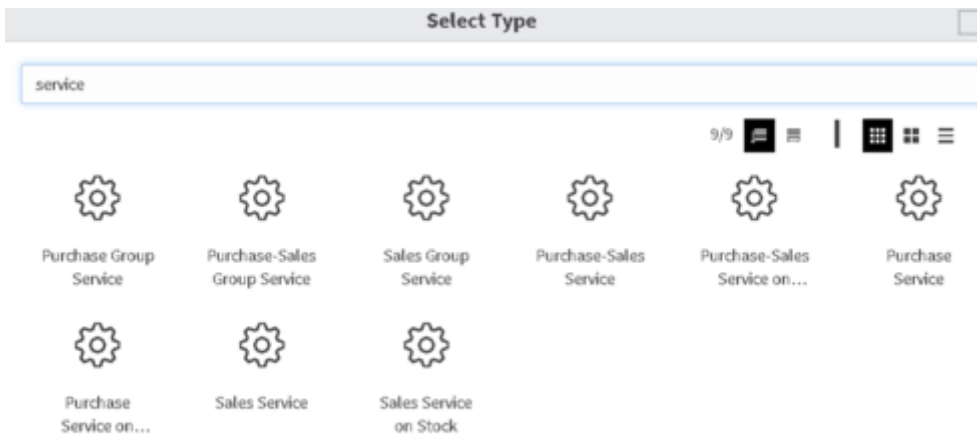 Select Type
service
9/9
Purchase Group
Service
Purchase-Sales
Group Service
Sales Group
Service
Purchase-Sales
Service
Purchase-Sales
Service on...
Purchase
Service
Purchase
Service on...
Sales Service
Sales Service
on Stock